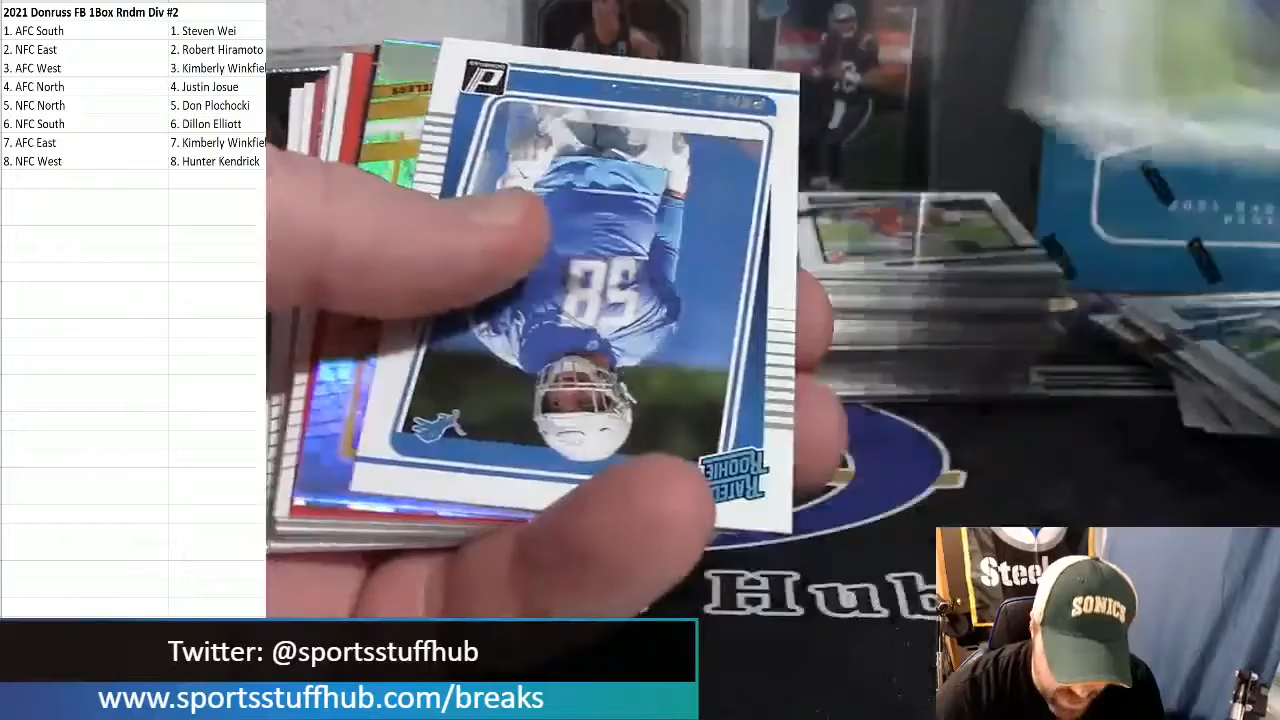 2021 Donruss FB 1Box Rndm Div #2
1. AFC South 1. Steven Wei
2. NFC East 2. Robert Hiramoto
3. AFC West 3. Kimberly Winkfiel
4. AFC North 4. Justin Josue
5. NFC North 5. Don Plochocki
6. NFC South 6. Dillon Elliott
7. AFC East 7. Kimberly Winkfiel
8. NFC West 8. Hunter Kendrick
58
RATED
ROOKIE
Hub
Steel
SONICS
Twitter: @sportsstuffhub
www.sportsstuffhub.com/breaks